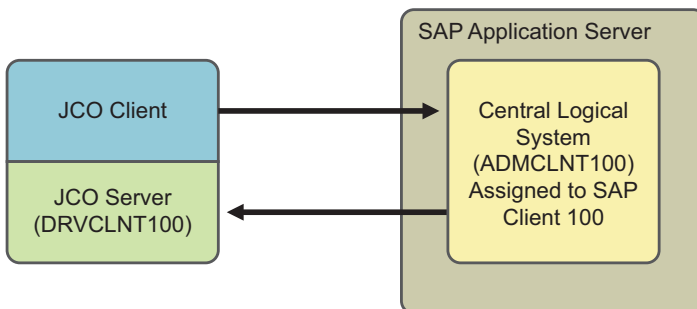 SAP Application Server
JCO Client
JCO Server
(DRVCLNT100)
Central Logical
System
(ADMCLNT100)
Assigned to SAP
Client 100